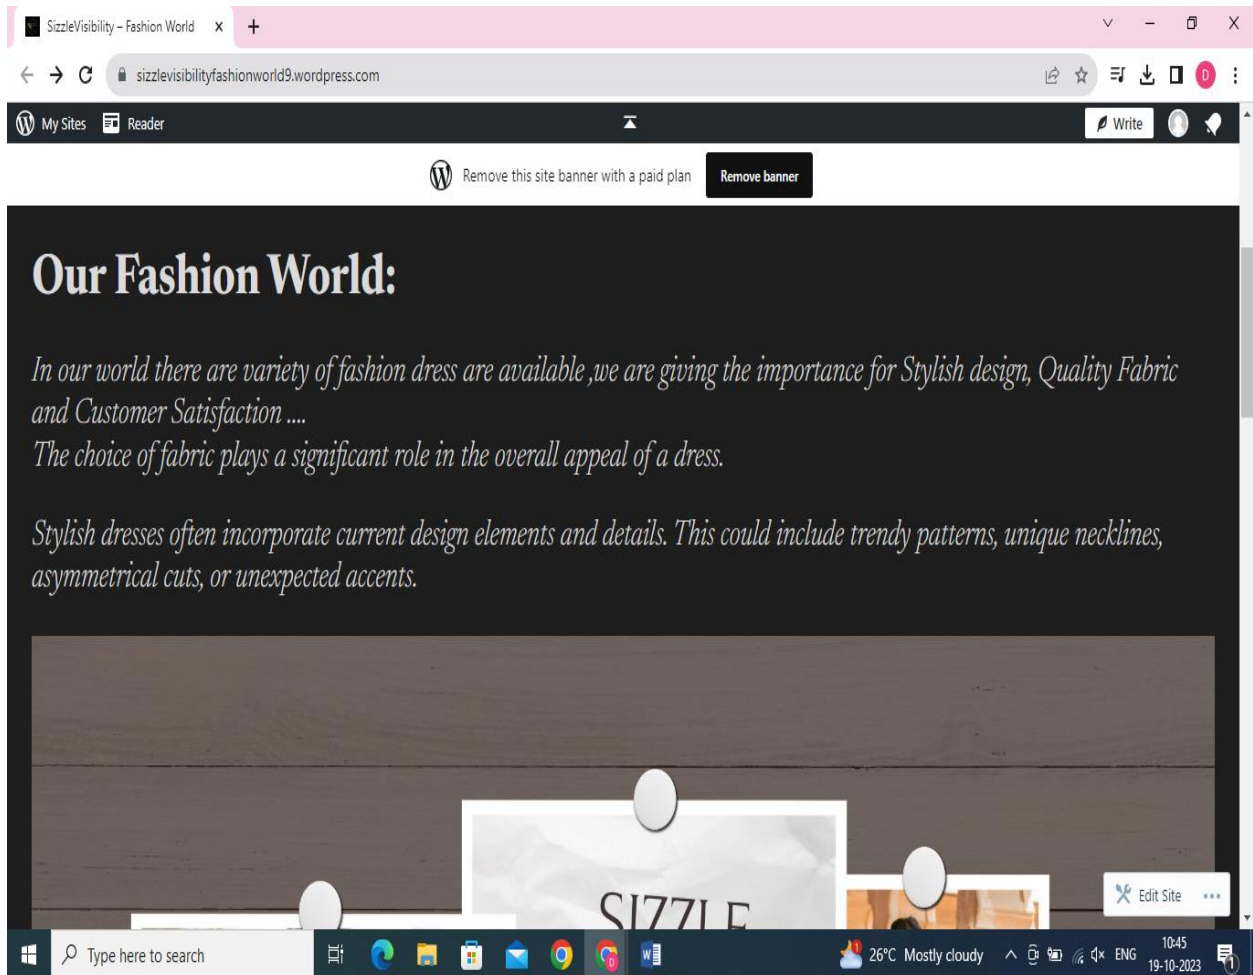 SizzleVisibility – Fashion World
sizzlevisibilityfashionworld9.wordpress.com
D
My Sites Reader Write
Remove this site banner with a paid plan Remove banner
Our Fashion World:
In our world there are variety of fashion dress are available ,we are giving the importance for Stylish design, Quality Fabric
and Customer Satisfaction ....
The choice of fabric plays a significant role in the overall appeal of a dress.
Stylish dresses often incorporate current design elements and details. This could include trendy patterns, unique necklines,
asymmetrical cuts, or unexpected accents.
SIZZLE
Edit Site
Type here to search
26°C Mostly cloudy
ENG
10:45
19-10-2023